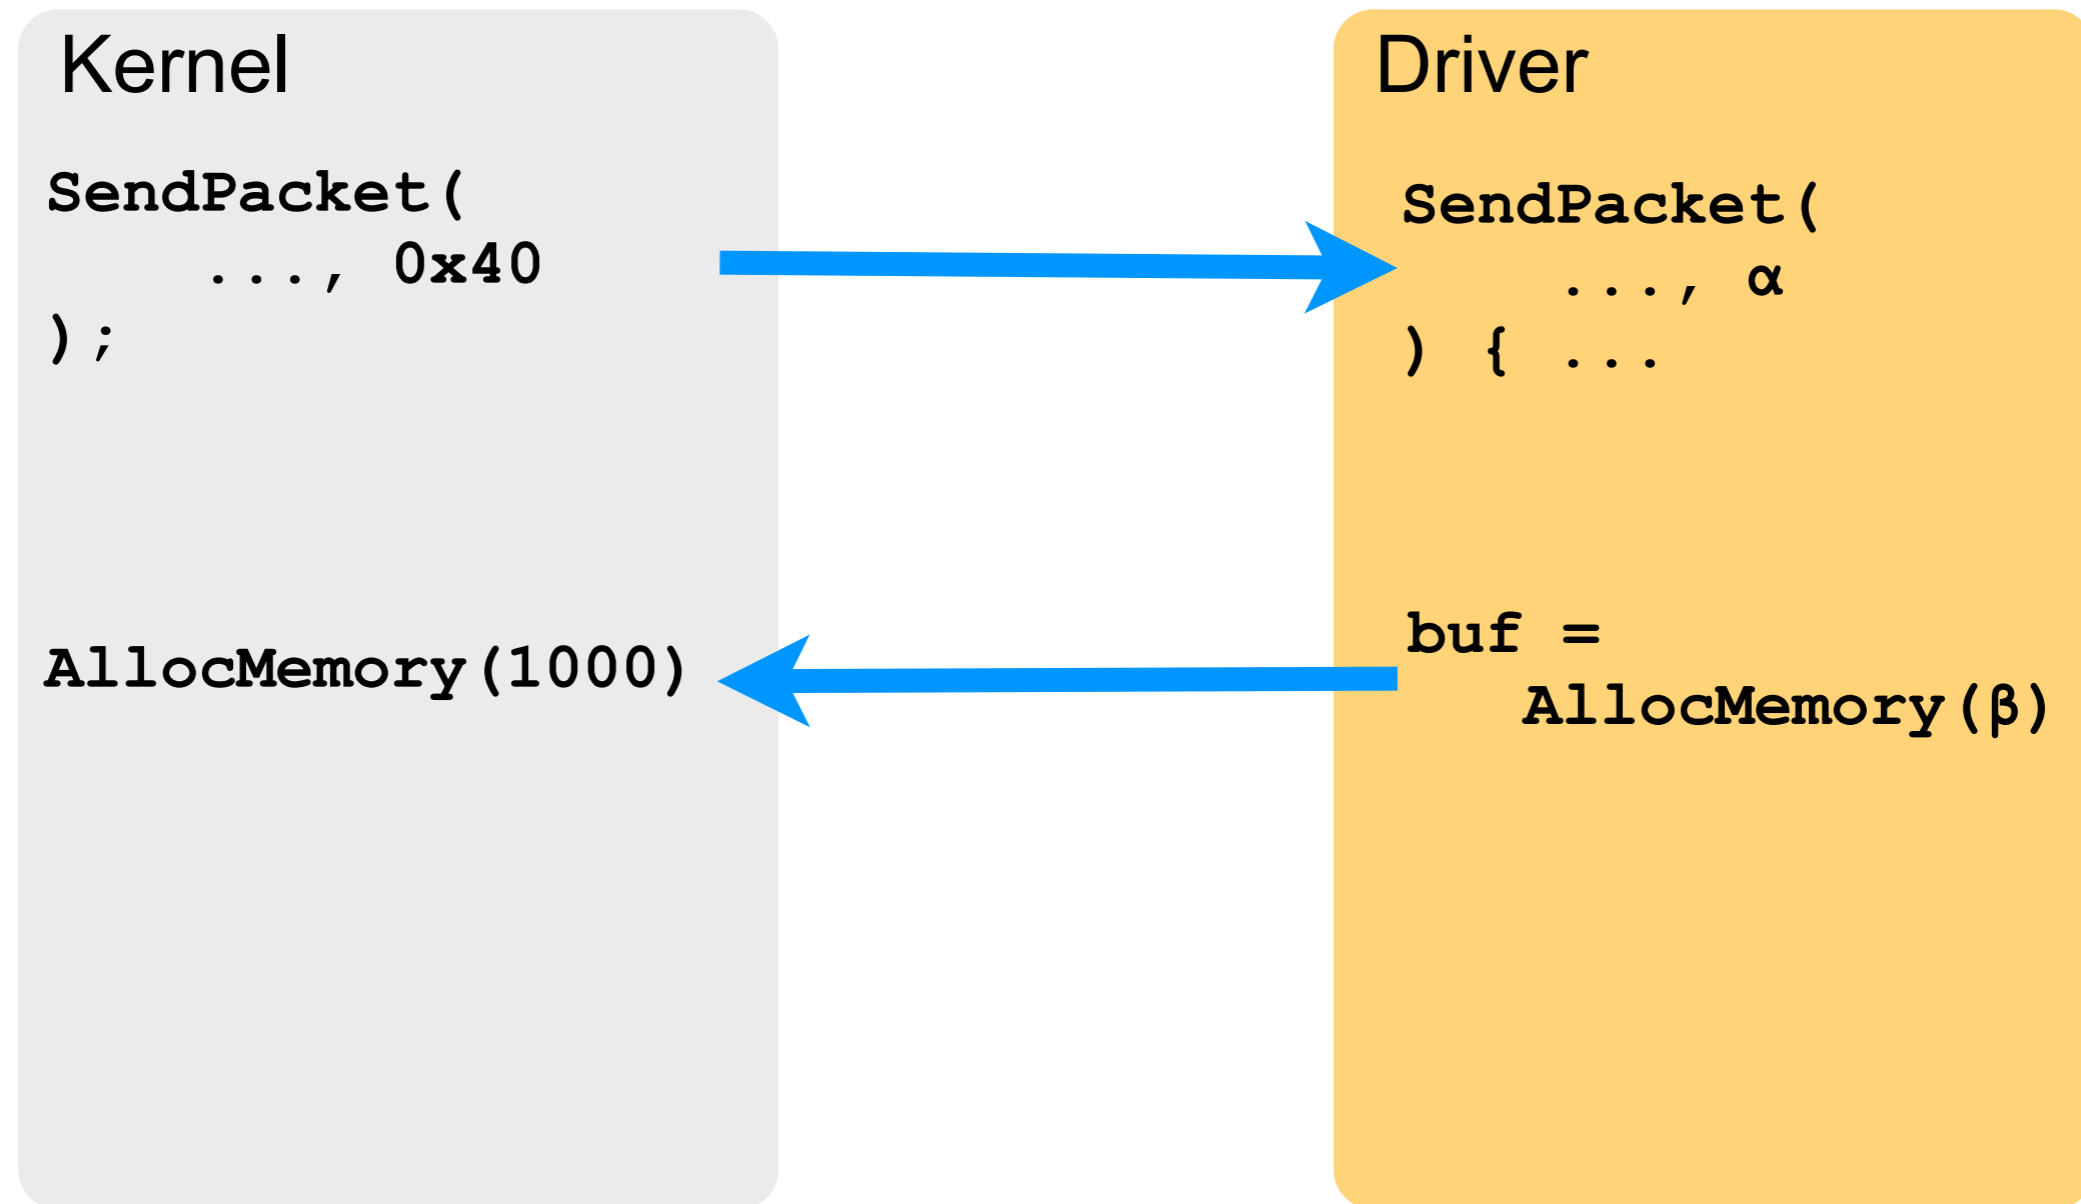 Kernel
SendPacket(
..., 0x40
);
AllocMemory(1000)
Driver
SendPacket(
..., α
) { ...
buf =
AllocMemory(β)